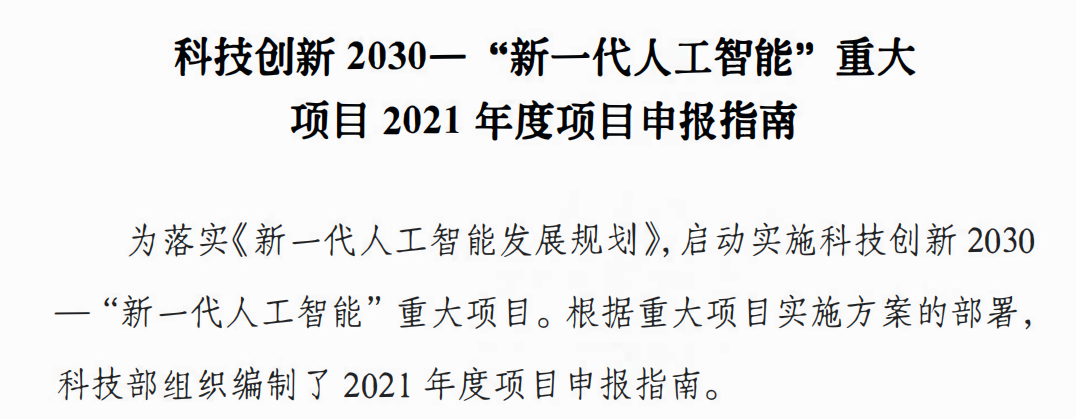 科技创新 2030—“新一代人工智能”重大
项目 2021 年度项目申报指南
为落实《新一代人工智能发展规划》，启动实施科技创新 2030
—“新一代人工智能”重大项目。根据重大项目实施方案的部署，
科技部组织编制了 2021 年度项目申报指南。